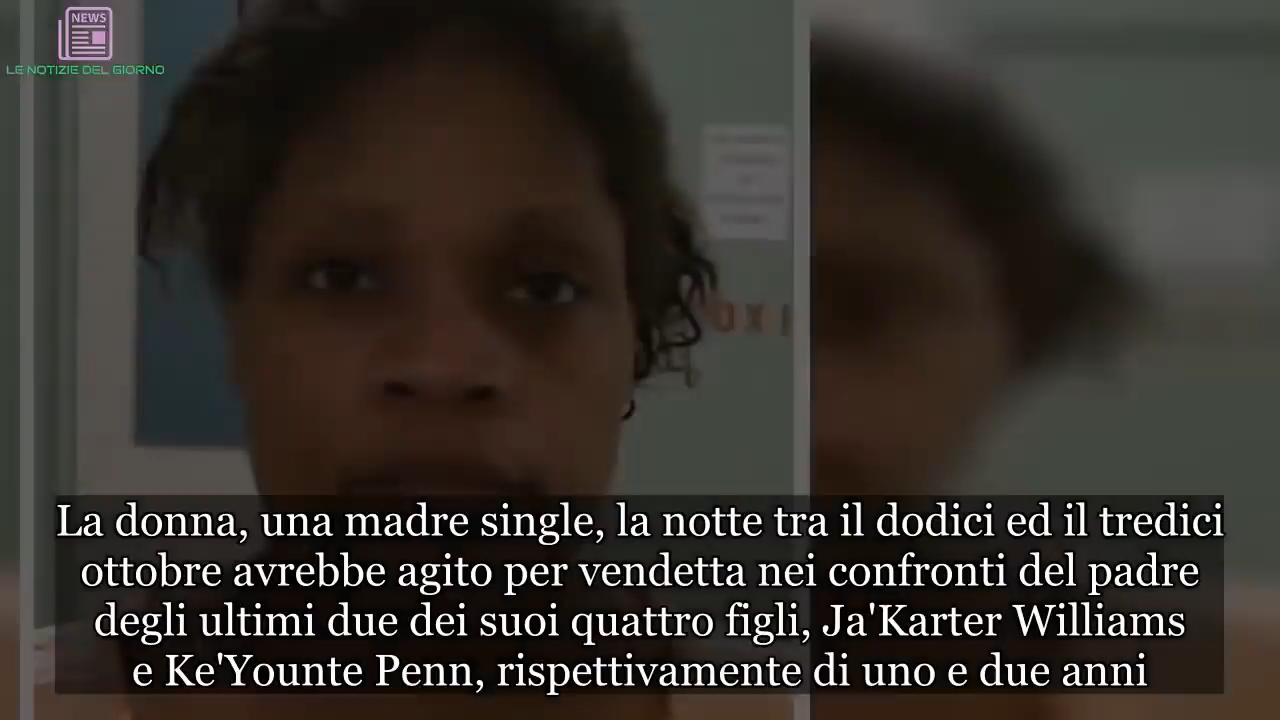 NEWS
LE NOTIZIE DEL GIORNO
La donna, una madre single, la notte tra il dodici ed il tredici
ottobre avrebbe agito per vendetta nei confronti del padre
degli ultimi due dei suoi quattro figli, Ja'Karter Williams
e Ke'Younte Penn, rispettivamente di uno e due anni